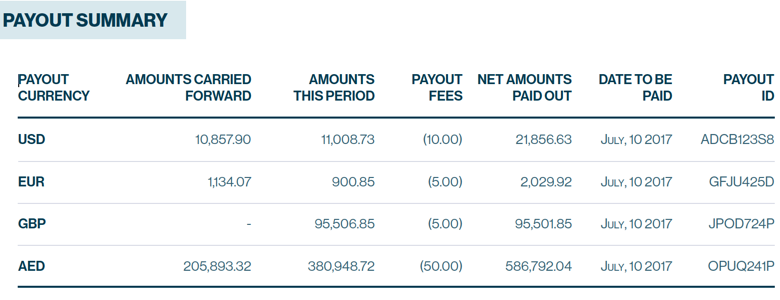 PAYOUT SUMMARY
PAYOUT CURRENCY AMOUNTS CARRIED FORWARD AMOUNTS THIS PERIOD PAYOUT FEES NET AMOUNTS PAID OUT DATE TO BE PAID PAYOUT ID
USD 10,857.90 11,008.73 (10.00) 21,856.63 July, 10 2017 ADCB123S8
EUR 1,134.07 900.85 (5.00) 2,029.92 July, 10 2017 GFJU425D
GBP - 95,506.85 (5.00) 95,501.85 July, 10 2017 JPOD724P
AED 205,893.32 380,948.72 (50.00) 586,792.04 July, 10 2017 OPUQ241P